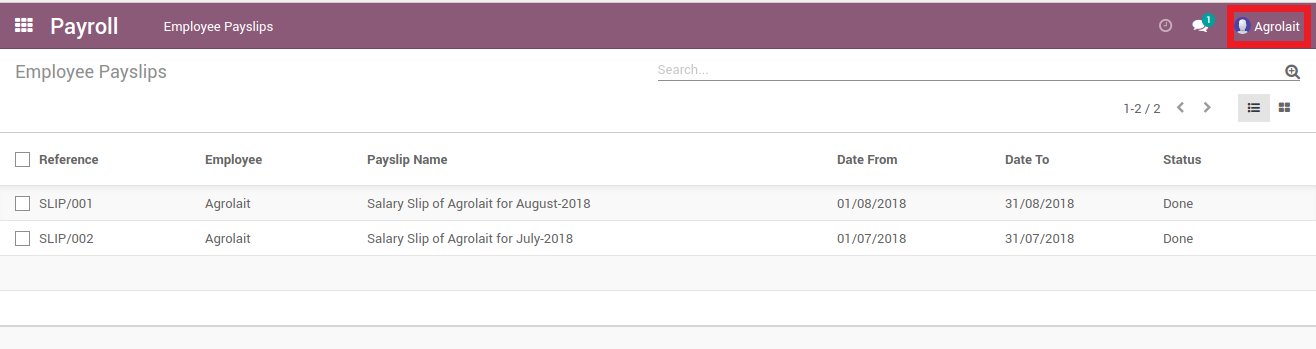 Payroll Employee Payslips 1 Agrolait
Employee Payslips Search...
1-2 / 2
Reference Employee Payslip Name Date From Date To Status
SLIP/001 Agrolait Salary Slip of Agrolait for August-2018 01/08/2018 31/08/2018 Done
SLIP/002 Agrolait Salary Slip of Agrolait for July-2018 01/07/2018 31/07/2018 Done